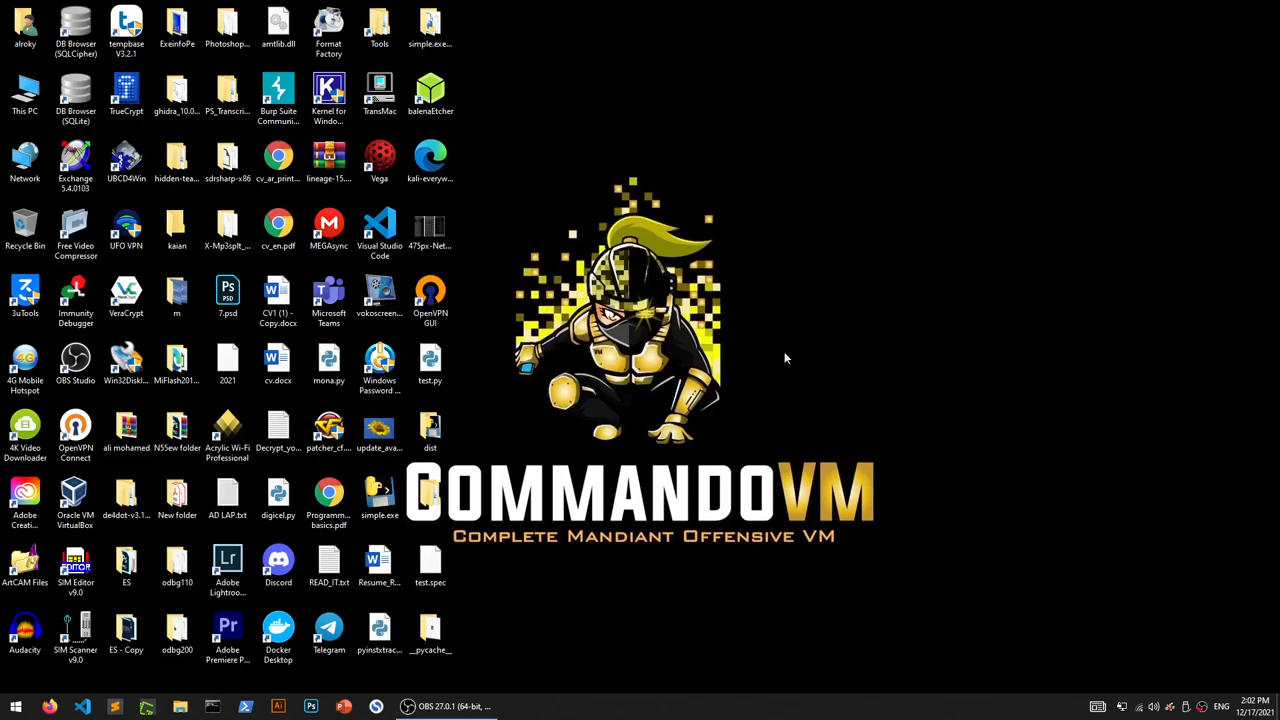 alroky
DB Browser
(SQLCipher)
tempbase
V3.2.1
ExeinfoPe
Photoshop...
amtlib.dll
Format
Factory
Tools
simple.exe...
This PC
DB Browser
(SQLite)
TrueCrypt
ghidra_10.0...
PS_Transcri...
Burp Suite
Communi...
Kernel for
Windo...
TransMac
balenaEtcher
Network
Exchange
5.4.0103
UBCD4Win
hidden-tea...
sdrsharp-x86
cv_ar_print...
lineage-15....
Vega
kali-everyw...
Recycle Bin
Free Video
Compressor
UFO VPN
kaian
X-Mp3splt_...
cv_en.pdf
MEGAsync
Visual Studio
Code
475px-Net...
3uTools
Immunity
Debugger
VeraCrypt
m
7.psd
CV1 (1) -
Copy.docx
Microsoft
Teams
vokoscreen...
OpenVPN
GUI
4G Mobile
Hotspot
OBS Studio
Win32DiskI...
MiFlash201...
2021
cv.docx
mona.py
Windows
Password ...
test.py
4K Video
Downloader
OpenVPN
Connect
ali mohamed
N55ew folder
Acrylic Wi-Fi
Professional
Decrypt_yo...
patcher_cf...
update_ava...
dist
Adobe
Creati...
Oracle VM
VirtualBox
de4dot-v3.1...
New folder
AD LAP.txt
digicel.py
Programm...
basics.pdf
simple.exe
COMMANDOVM
COMPLETE MANDIANT OFFENSIVE VM
ArtCAM Files
SIM Editor
v9.0
ES
odbg110
Adobe
Lightroo...
Discord
READ_IT.txt
Resume_R...
test.spec
Audacity
SIM Scanner
v9.0
ES - Copy
odbg200
Adobe
Premiere P...
Docker
Desktop
Telegram
pyinstxtrac...
__pycache__
OBS 27.0.1 (64-bit, ...
ENG
2:02 PM
12/17/2021